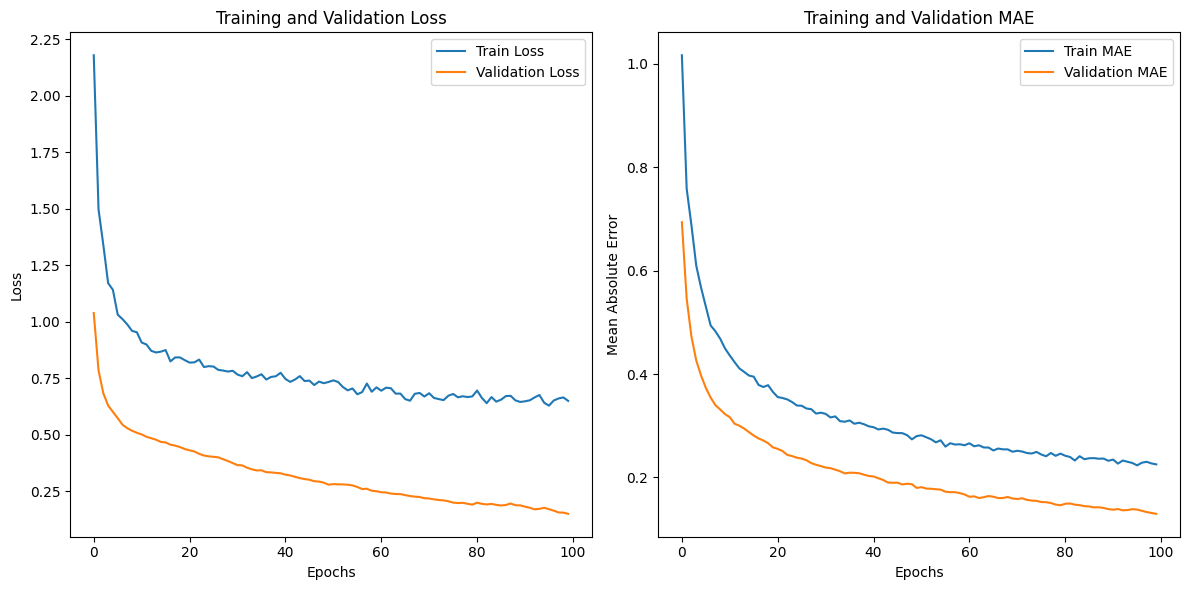 Training and Validation Loss
2.25
2.00
1.75
1.50
1.25
1.00
0.75
0.50
0.25
Loss
0 20 40 60 80 100
Epochs
Train Loss
Validation Loss
Training and Validation MAE
1.0
0.8
0.6
0.4
0.2
Mean Absolute Error
0 20 40 60 80 100
Epochs
Train MAE
Validation MAE